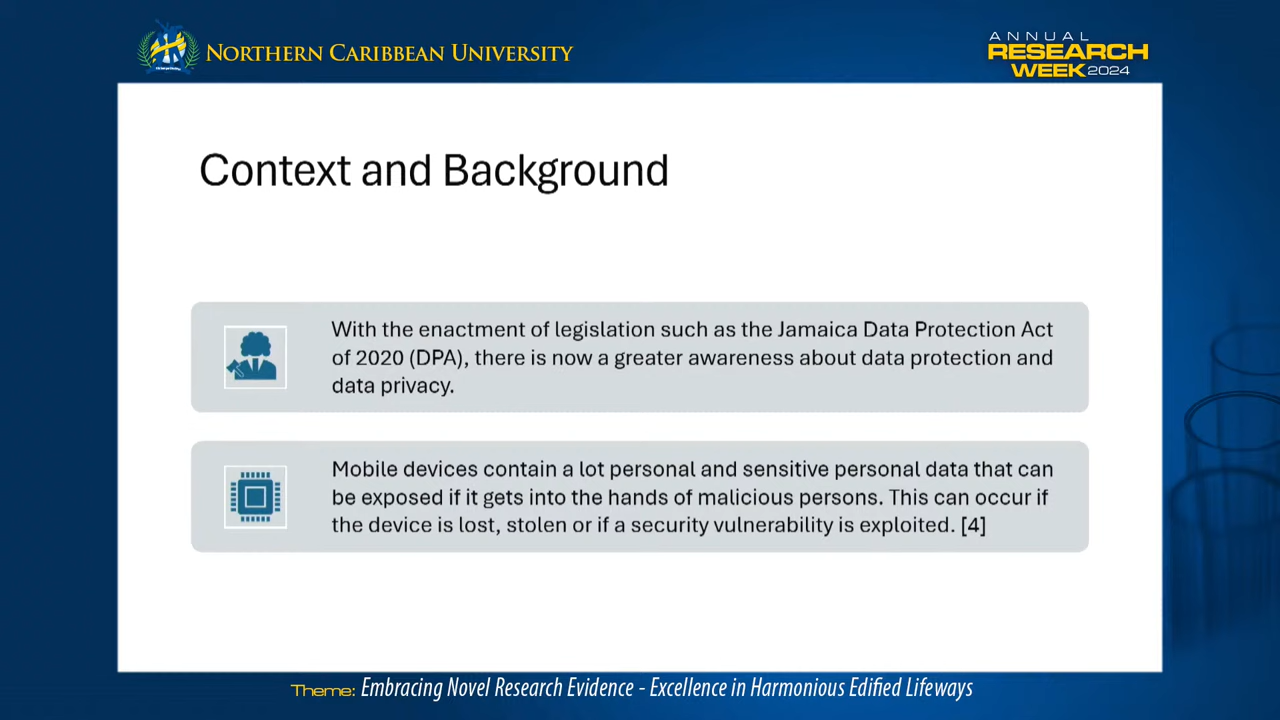 NORTHERN CARIBBEAN UNIVERSITY
ANNUAL
RESEARCH
WEEK 2024
Context and Background
With the enactment of legislation such as the Jamaica Data Protection Act
of 2020 (DPA), there is now a greater awareness about data protection and
data privacy.
Mobile devices contain a lot personal and sensitive personal data that can
be exposed if it gets into the hands of malicious persons. This can occur if
the device is lost, stolen or if a security vulnerability is exploited. [4]
Theme: Embracing Novel Research Evidence - Excellence in Harmonious Edified Lifeways